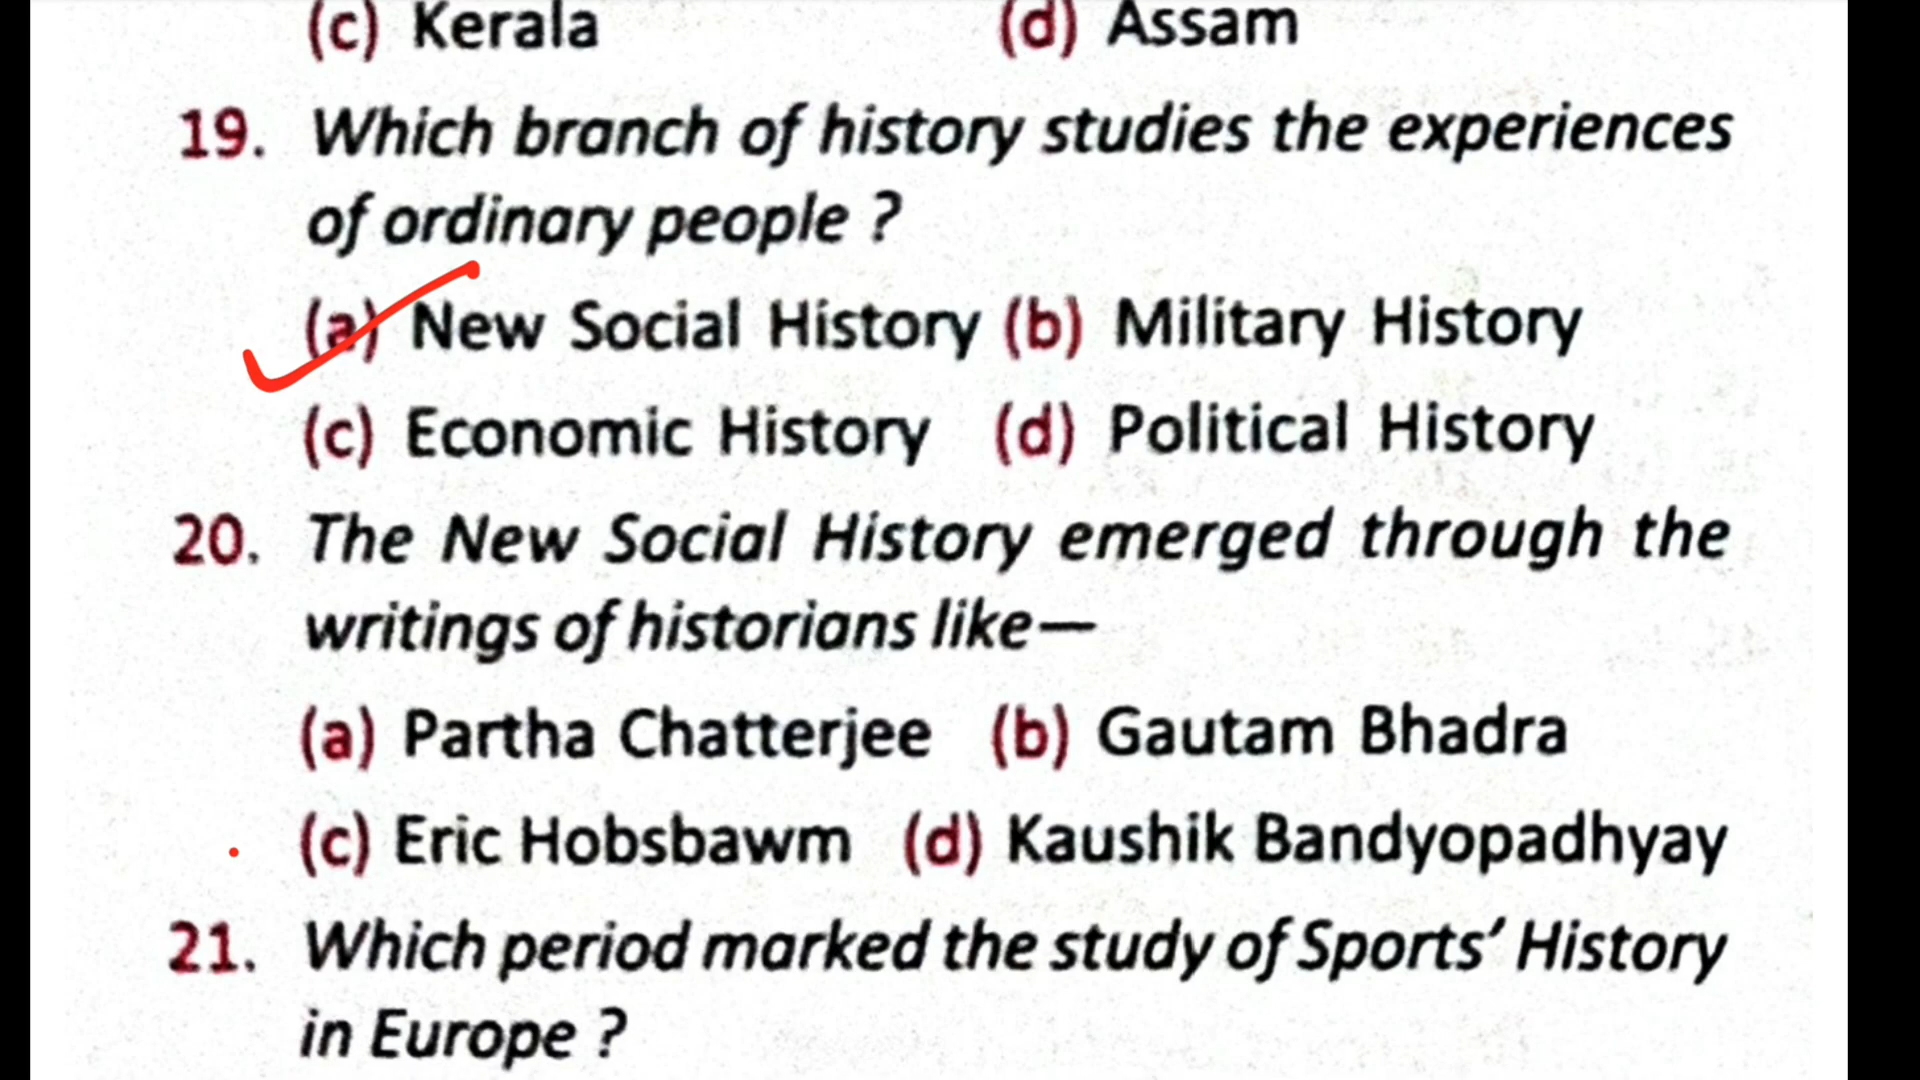 (c) Kerala (d) Assam
19. Which branch of history studies the experiences
of ordinary people ?
(a) New Social History (b) Military History
(c) Economic History (d) Political History
20. The New Social History emerged through the
writings of historians like—
(a) Partha Chatterjee (b) Gautam Bhadra
(c) Eric Hobsbawm (d) Kaushik Bandyopadhyay
21. Which period marked the study of Sports’ History
in Europe ?